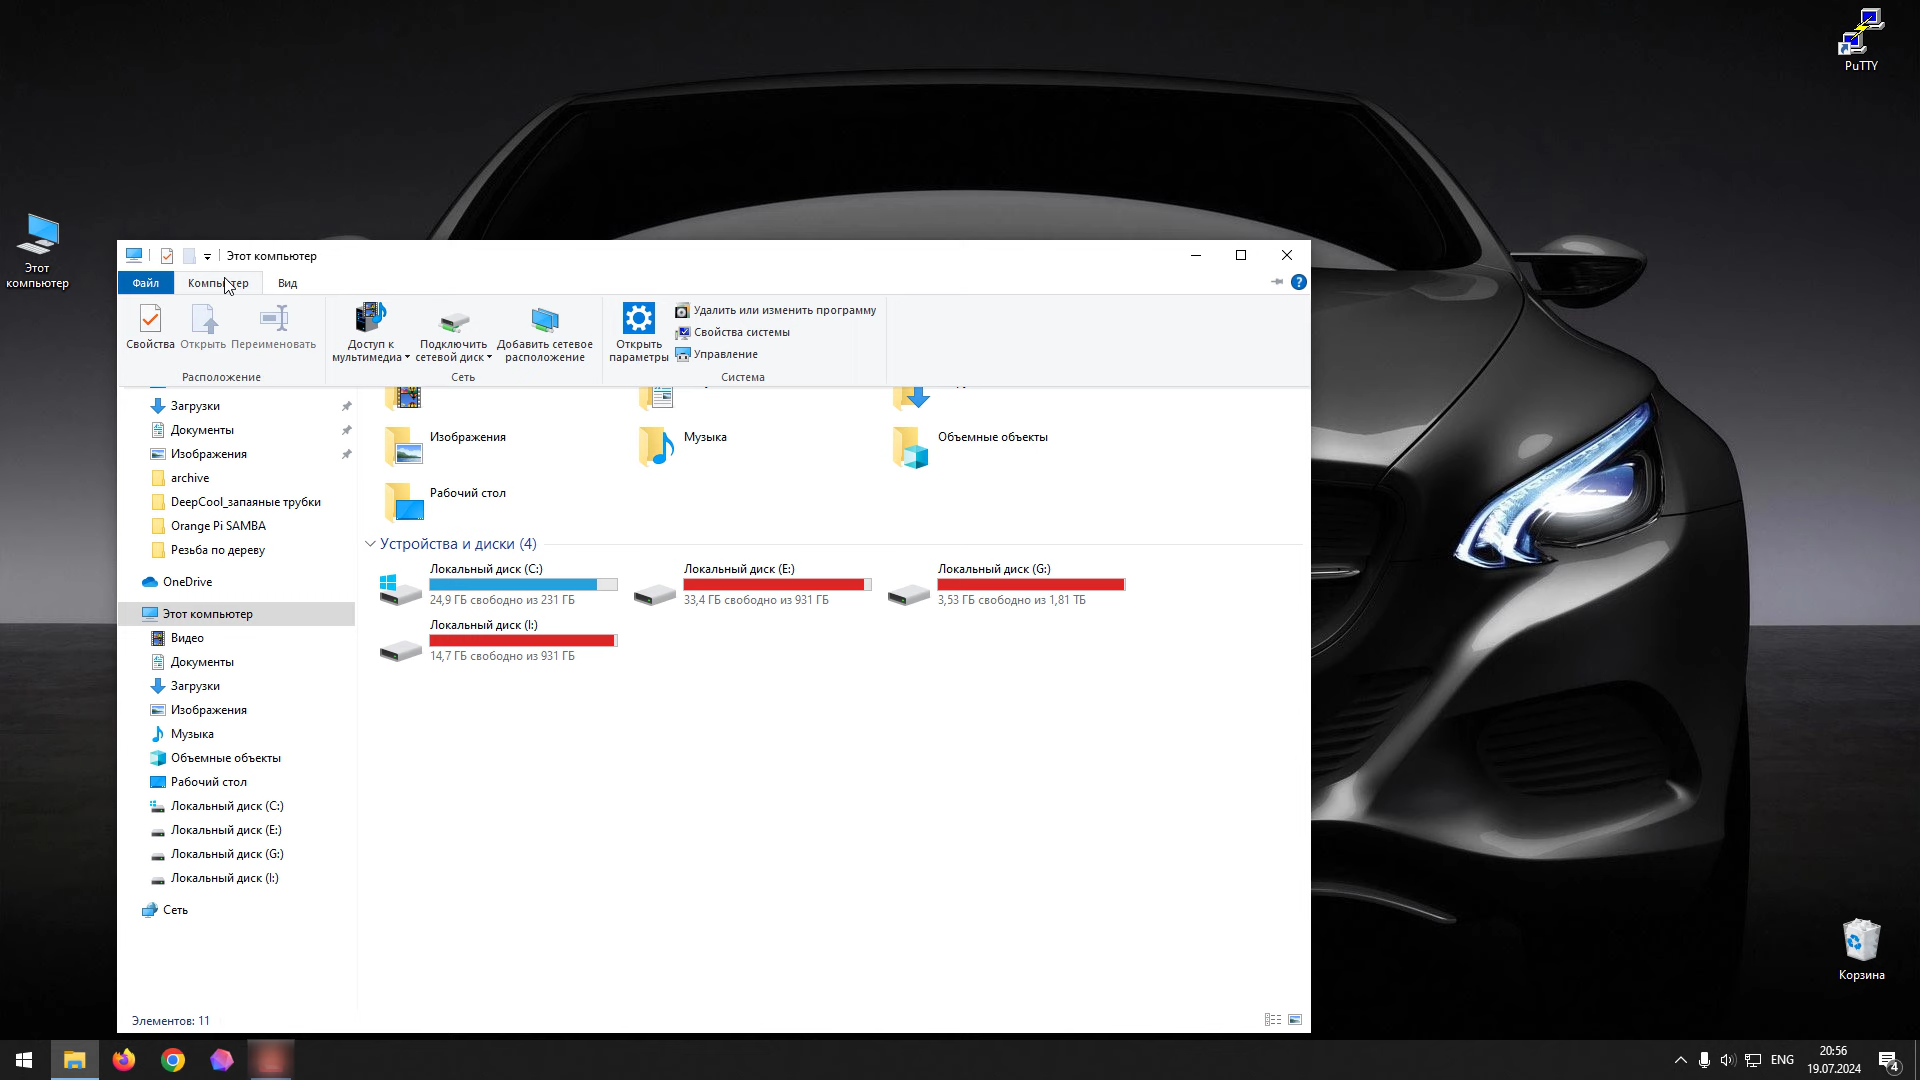 PuTTY
Этот
компьютер
Этот компьютер
Файл
Компьютер
Вид
Свойства
Открыть
Переименовать
Расположение
Доступ к
мультимедиа
Подключить
сетевой диск
Добавить сетевое
расположение
Сеть
Открыть
параметры
Удалить или изменить программу
Свойства системы
Управление
Система
Загрузки
Документы
Изображения
archive
DeepCool_запаяные трубки
Orange Pi SAMBA
Резьба по дереву
OneDrive
Этот компьютер
Видео
Документы
Загрузки
Изображения
Музыка
Объемные объекты
Рабочий стол
Локальный диск (C:)
Локальный диск (E:)
Локальный диск (G:)
Локальный диск (I:)
Сеть
Изображения
Музыка
Объемные объекты
Рабочий стол
Устройства и диски (4)
Локальный диск (C:)
24,9 ГБ свободно из 231 ГБ
Локальный диск (E:)
33,4 ГБ свободно из 931 ГБ
Локальный диск (G:)
3,53 ГБ свободно из 1,81 ТБ
Локальный диск (I:)
14,7 ГБ свободно из 931 ГБ
Элементов: 11
Корзина
ENG
20:56
19.07.2024
4